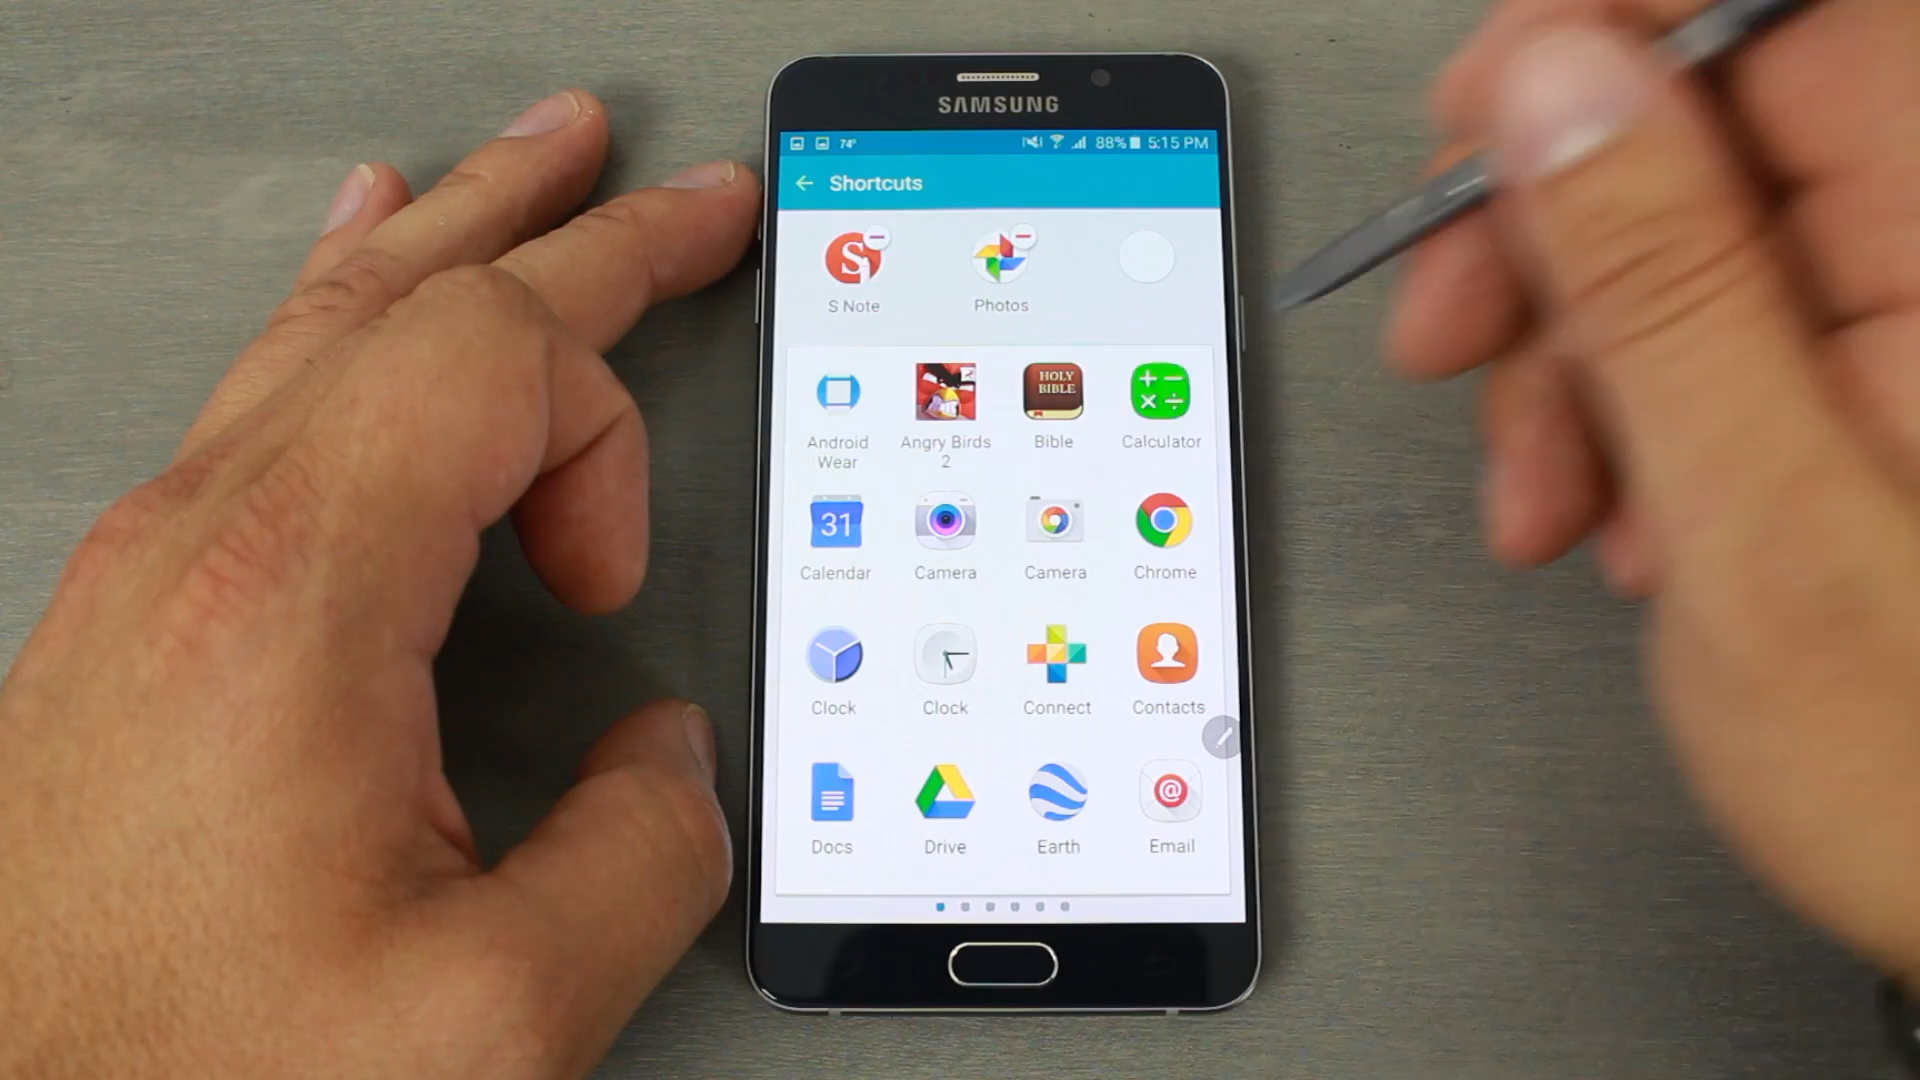 SAMSUNG
74° 88% 5:15 PM
Shortcuts
S Note Photos
HOLY
BIBLE
Android
Wear
Angry Birds
2
Bible Calculator
31
Calendar Camera Camera Chrome
Clock Clock Connect Contacts
Docs Drive Earth Email